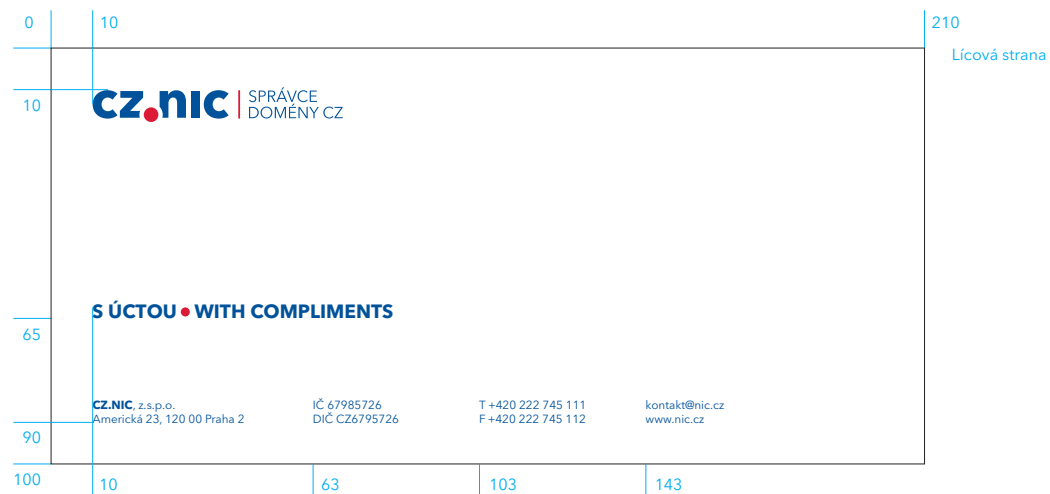 0
10
210
Lícová strana
10
CZ.NIC
SPRÁVCE
DOMÉNY CZ
S ÚCTOU • WITH COMPLIMENTS
65
CZ.NIC, z.s.p.o.
Americká 23, 120 00 Praha 2
IČ 67985726
DIČ CZ6795726
T +420 222 745 111
F +420 222 745 112
kontakt@nic.cz
www.nic.cz
90
100
10
63
103
143